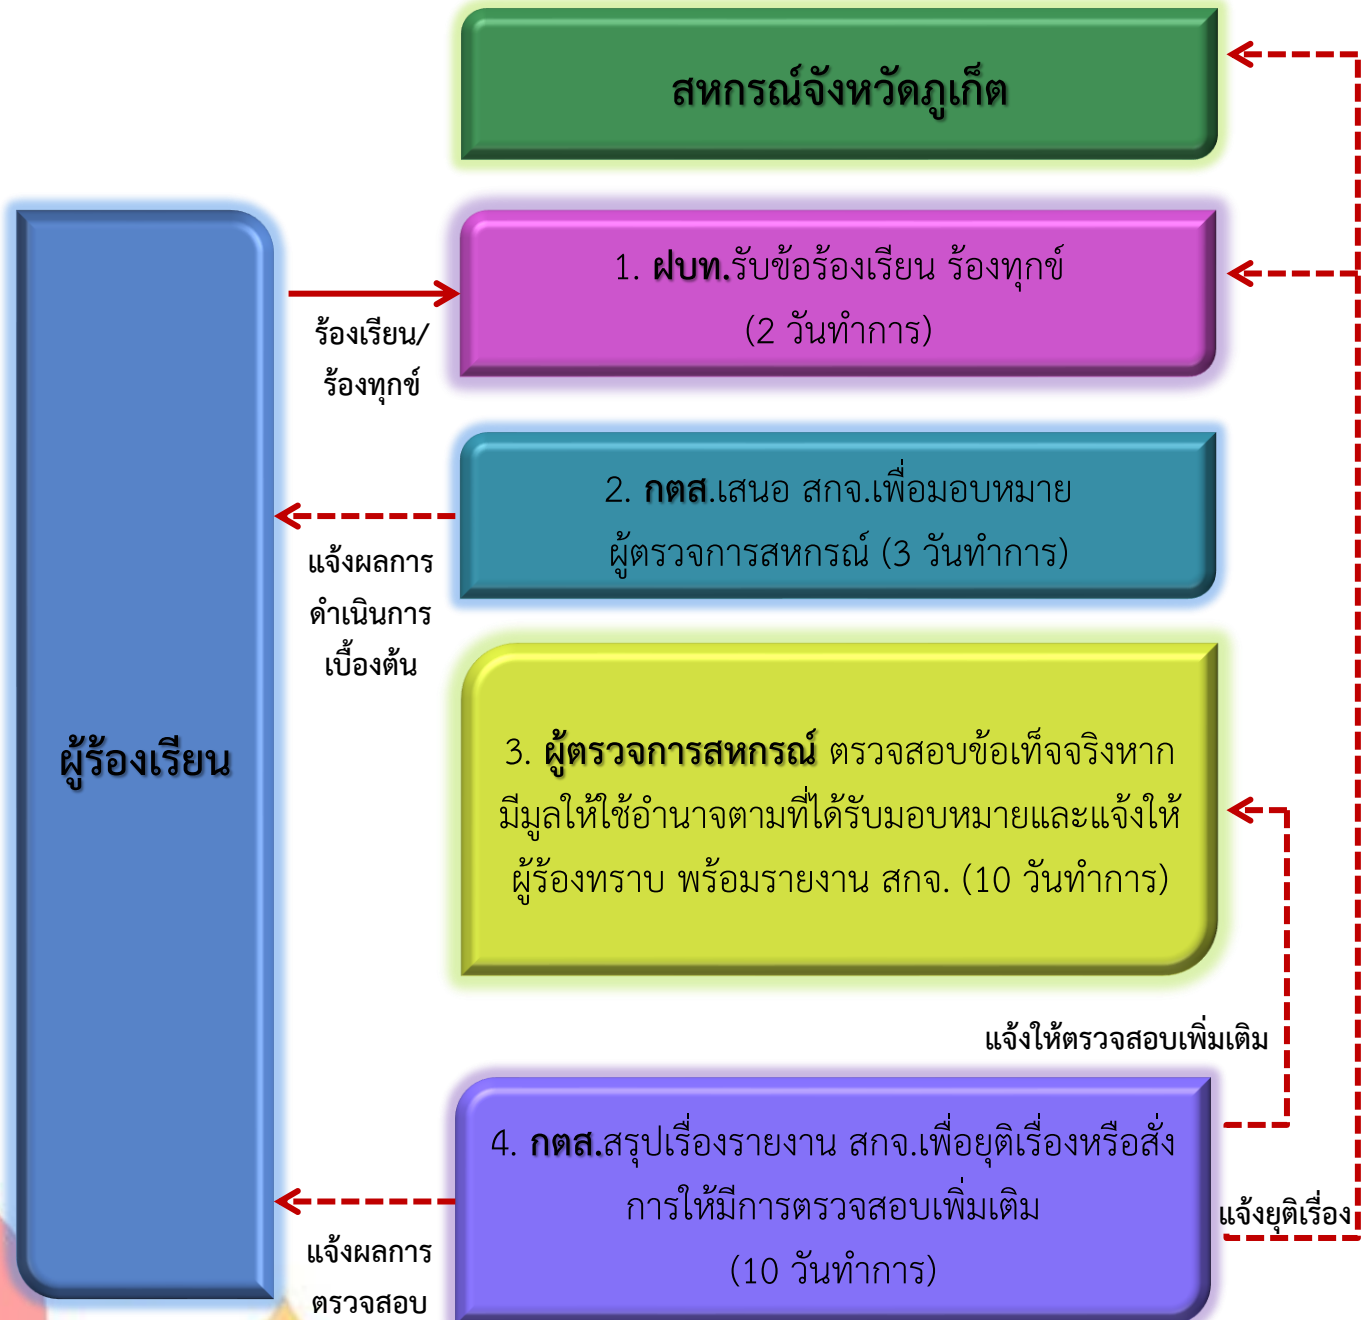 สหกรณ์จังหวัดภูเก็ต
1. ฝบท.รับข้อร้องเรียน ร้องทุกข์
(2 วันทำการ)
ร้องเรียน/
ร้องทุกข์
2. กตส.เสนอ สกจ.เพื่อมอบหมาย
ผู้ตรวจการสหกรณ์ (3 วันทำการ)
แจ้งผลการ
ดำเนินการ
เบื้องต้น
ผู้ร้องเรียน
3. ผู้ตรวจการสหกรณ์ ตรวจสอบข้อเท็จจริงหาก
มีมูลให้ใช้อำนาจตามที่ได้รับมอบหมายและแจ้งให้
ผู้ร้องทราบ พร้อมรายงาน สกจ. (10 วันทำการ)
แจ้งให้ตรวจสอบเพิ่มเติม
4. กตส.สรุปเรื่องรายงาน สกจ.เพื่อยุติเรื่องหรือสั่ง
การให้มีการตรวจสอบเพิ่มเติม
(10 วันทำการ)
แจ้งยุติเรื่อง
แจ้งผลการ
ตรวจสอบ